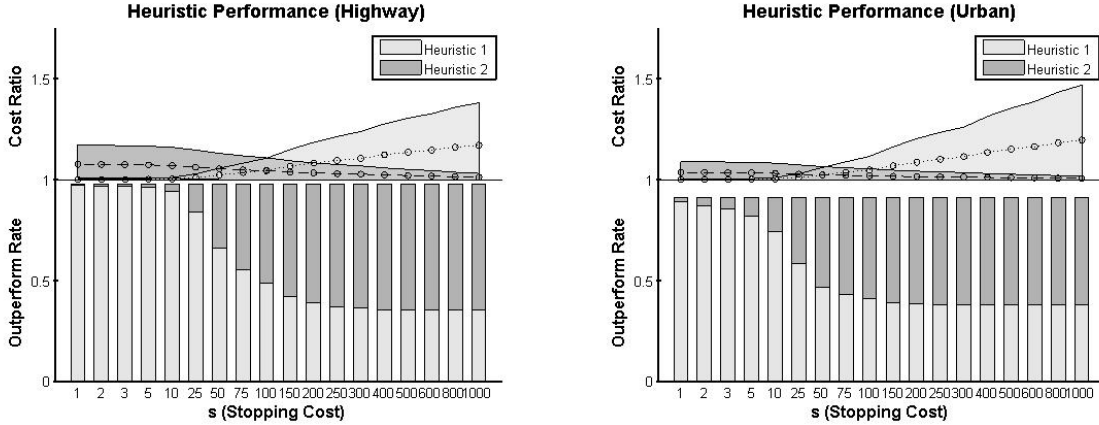 Heuristic Performance (Highway)
Heuristic 1
Heuristic 2
Cost Ratio
Outperform Rate
1.5
1
0.5
0
1 2 3 5 10 25 50 75 100 150 200 250 300 400 500 600 800 1000
s (Stopping Cost)
Heuristic Performance (Urban)
Heuristic 1
Heuristic 2
Cost Ratio
Outperform Rate
1.5
1
0.5
0
1 2 3 5 10 25 50 75 100 150 200 250 300 400 500 600 800 1000
s (Stopping Cost)